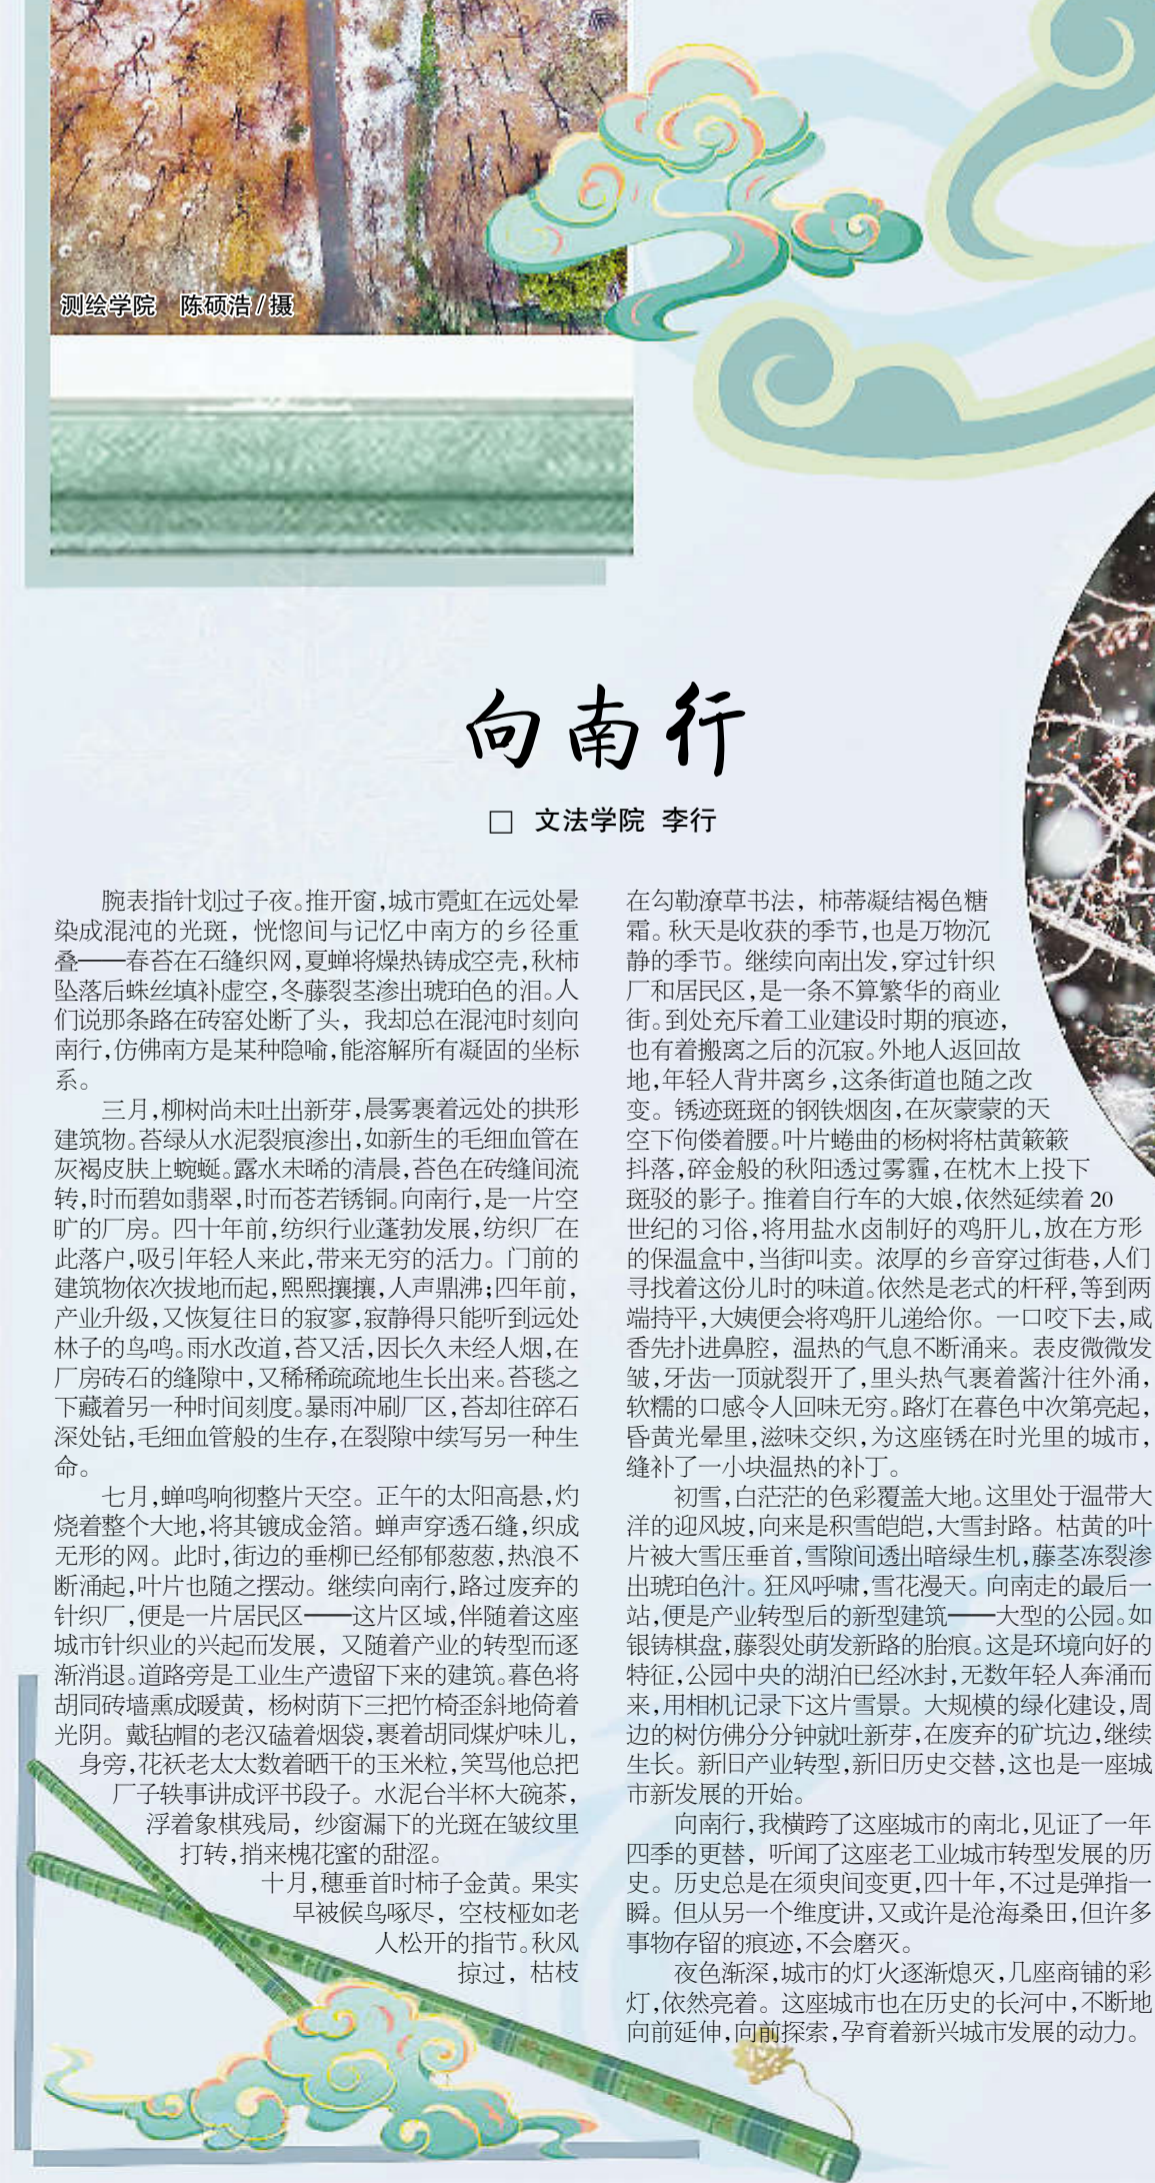 测绘学院 陈硕浩/摄
向南行
□ 文法学院 李行
腕表指针划过子夜。推开窗,城市霓虹在远处晕
染成混沌的光斑，恍惚间与记忆中南方的乡径重
叠——春苔在石缝织网,夏蝉将燥热铸成空壳,秋柿
坠落后蛛丝填补虚空,冬藤裂茎渗出琥珀色的泪。人
们说那条路在砖窑处断了头，我却总在混沌时刻向
南行,仿佛南方是某种隐喻,能溶解所有凝固的坐标
系。
三月,柳树尚未吐出新芽,晨雾裹着远处的拱形
建筑物。苔绿从水泥裂痕渗出,如新生的毛细血管在
灰褐皮肤上蜿蜒。露水未晞的清晨,苔色在砖缝间流
转,时而碧如翡翠,时而苍若锈铜。向南行,是一片空
旷的厂房。四十年前,纺织行业蓬勃发展,纺织厂在
此落户,吸引年轻人来此,带来无穷的活力。门前的
建筑物依次拔地而起,熙熙攘攘,人声鼎沸;四年前,
产业升级,又恢复往日的寂寥,寂静得只能听到远处
林子的鸟鸣。雨水改道,苔又活,因长久未经人烟,在
厂房砖石的缝隙中,又稀稀疏疏地生长出来。苔毯之
下藏着另一种时间刻度。暴雨冲刷厂区,苔却往碎石
深处钻,毛细血管般的生存,在裂隙中续写另一种生
命。
七月,蝉鸣响彻整片天空。正午的太阳高悬,灼
烧着整个大地,将其镀成金箔。蝉声穿透石缝,织成
无形的网。此时,街边的垂柳已经郁郁葱葱,热浪不
断涌起,叶片也随之摆动。继续向南行,路过废弃的
针织厂,便是一片居民区——这片区域,伴随着这座
城市针织业的兴起而发展，又随着产业的转型而逐
渐消退。道路旁是工业生产遗留下来的建筑。暮色将
胡同砖墙熏成暖黄，杨树荫下三把竹椅歪斜地倚着
光阴。戴毡帽的老汉磕着烟袋,裹着胡同煤炉味儿,
身旁,花袄老太太数着晒干的玉米粒,笑骂他总把
厂子轶事讲成评书段子。水泥台半杯大碗茶,
浮着象棋残局，纱窗漏下的光斑在皱纹里
打转,捎来槐花蜜的甜涩。
十月,穗垂首时柿子金黄。果实
早被候鸟啄尽，空枝桠如老
人松开的指节。秋风
掠过，枯枝
在勾勒潦草书法，柿蒂凝结褐色糖
霜。秋天是收获的季节,也是万物沉
静的季节。继续向南出发,穿过针织
厂和居民区,是一条不算繁华的商业
街。到处充斥着工业建设时期的痕迹,
也有着搬离之后的沉寂。外地人返回故
地,年轻人背井离乡,这条街道也随之改
变。锈迹斑斑的钢铁烟囱,在灰蒙蒙的天
空下佝偻着腰。叶片蜷曲的杨树将枯黄簌簌
抖落,碎金般的秋阳透过雾霾,在枕木上投下
斑驳的影子。推着自行车的大娘,依然延续着20
世纪的习俗,将用盐水卤制好的鸡肝儿,放在方形
的保温盒中,当街叫卖。浓厚的乡音穿过街巷,人们
寻找着这份儿时的味道。依然是老式的杆秤,等到两
端持平,大姨便会将鸡肝儿递给你。一口咬下去,咸
香先扑进鼻腔，温热的气息不断涌来。表皮微微发
皱,牙齿一顶就裂开了,里头热气裹着酱汁往外涌,
软糯的口感令人回味无穷。路灯在暮色中次第亮起,
昏黄光晕里,滋味交织,为这座锈在时光里的城市,
缝补了一小块温热的补丁。
初雪,白茫茫的色彩覆盖大地。这里处于温带大
洋的迎风坡,向来是积雪皑皑,大雪封路。枯黄的叶
片被大雪压垂首,雪隙间透出暗绿生机,藤茎冻裂渗
出琥珀色汁。狂风呼啸,雪花漫天。向南走的最后一
站,便是产业转型后的新型建筑——大型的公园。如
银铸棋盘,藤裂处萌发新路的胎痕。这是环境向好的
特征,公园中央的湖泊已经冰封,无数年轻人奔涌而
来,用相机记录下这片雪景。大规模的绿化建设,周
边的树仿佛分分钟就吐新芽,在废弃的矿坑边,继续
生长。新旧产业转型,新旧历史交替,这也是一座城
市新发展的开始。
向南行,我横跨了这座城市的南北,见证了一年
四季的更替，听闻了这座老工业城市转型发展的历
史。历史总是在须臾间变更,四十年,不过是弹指一
瞬。但从另一个维度讲,又或许是沧海桑田,但许多
事物存留的痕迹,不会磨灭。
夜色渐深,城市的灯火逐渐熄灭,几座商铺的彩
灯,依然亮着。这座城市也在历史的长河中,不断地
向前延伸,向前探索,孕育着新兴城市发展的动力。